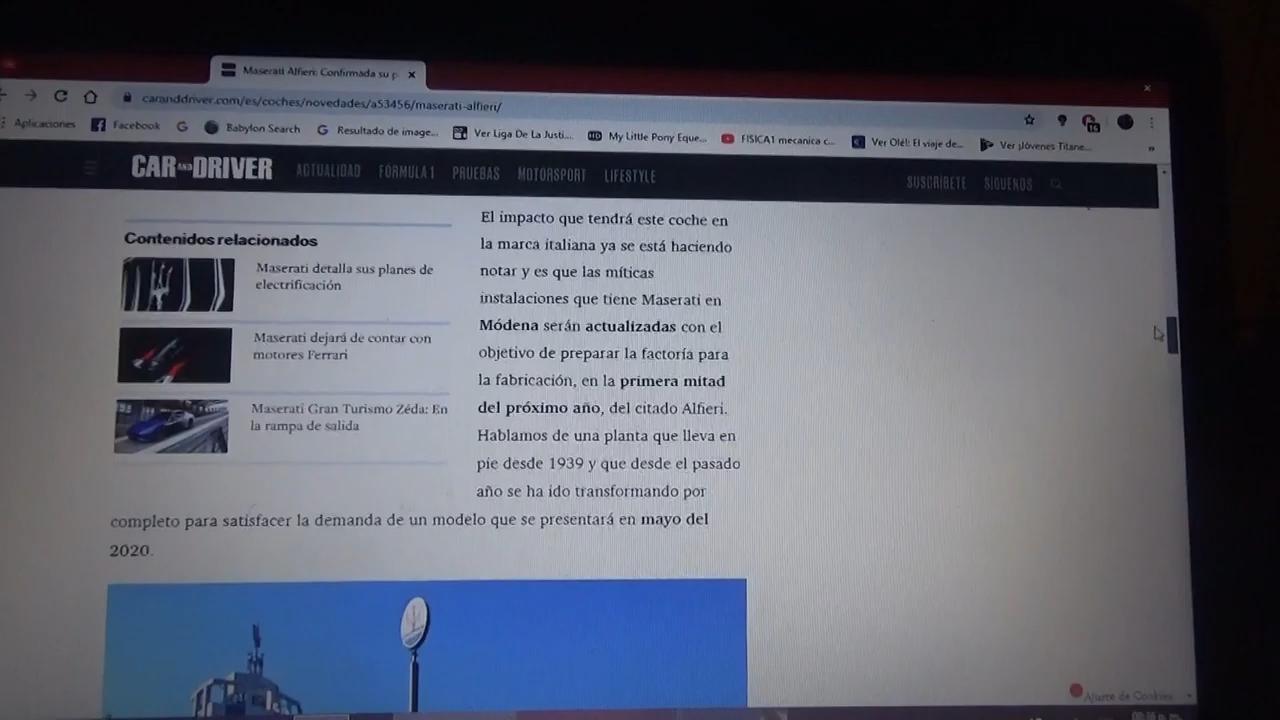 Maserati Alfieri: Confirmada su p
caranddriver.com/es/coches/novedades/a53456/maserati-alfieri/
Aplicaciones Facebook Babylon Search Resultado de image... Ver Liga De La Justi... My Little Pony Eque... FISICA1 mecanica c... Ver Olé!: El viaje de... Ver ¡Jóvenes Titane...
16
CAR AND DRIVER ACTUALIDAD FÓRMULA 1 PRUEBAS MOTORSPORT LIFESTYLE SUSCRÍBETE SÍGUENOS
Contenidos relacionados
Maserati detalla sus planes de
electrificación
Maserati dejará de contar con
motores Ferrari
Maserati Gran Turismo Zéda: En
la rampa de salida
El impacto que tendrá este coche en
la marca italiana ya se está haciendo
notar y es que las míticas
instalaciones que tiene Maserati en
Módena serán actualizadas con el
objetivo de preparar la factoría para
la fabricación, en la primera mitad
del próximo año, del citado Alfieri.
Hablamos de una planta que lleva en
pie desde 1939 y que desde el pasado
año se ha ido transformando por
completo para satisfacer la demanda de un modelo que se presentará en mayo del
2020.
Ajuste de Cookies